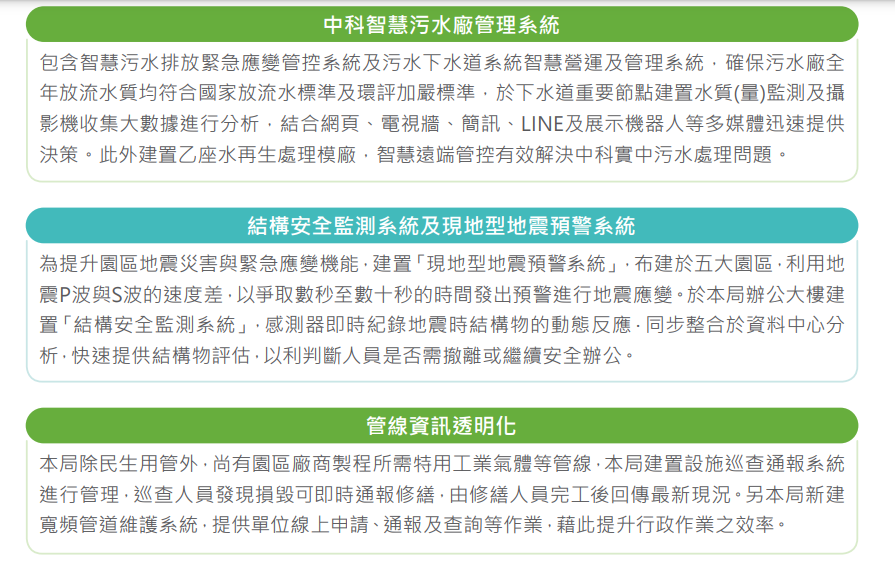 中科智慧污水廠管理系統
包含智慧污水排放緊急應變管控系統及污水下水道系統智慧營運及管理系統，確保污水廠全
年放流水質均符合國家放流水標準及環評加嚴標準，於下水道重要節點建置水質(量)監測及攝
影機收集大數據進行分析，結合網頁、電視牆、簡訊、LINE及展示機器人等多媒體迅速提供
決策。此外建置乙座水再生處理模廠，智慧遠端管控有效解決中科實中污水處理問題。
結構安全監測系統及現地型地震預警系統
為提升園區地震災害與緊急應變機能，建置「現地型地震預警系統」，布建於五大園區，利用地
震P波與S波的速度差，以爭取數秒至數十秒的時間發出預警進行地震應變。於本局辦公大樓建
置「結構安全監測系統」，感測器即時紀錄地震時結構物的動態反應，同步整合於資料中心分
析，快速提供結構物評估，以利判斷人員是否需撤離或繼續安全辦公。
管線資訊透明化
本局除民生用管外，尚有園區廠商製程所需特用工業氣體等管線，本局建置設施巡查通報系統
進行管理，巡查人員發現損毀可即時通報修繕，由修繕人員完工後回傳最新現況。另本局新建
寬頻管道維護系統，提供單位線上申請、通報及查詢等作業，藉此提升行政作業之效率。